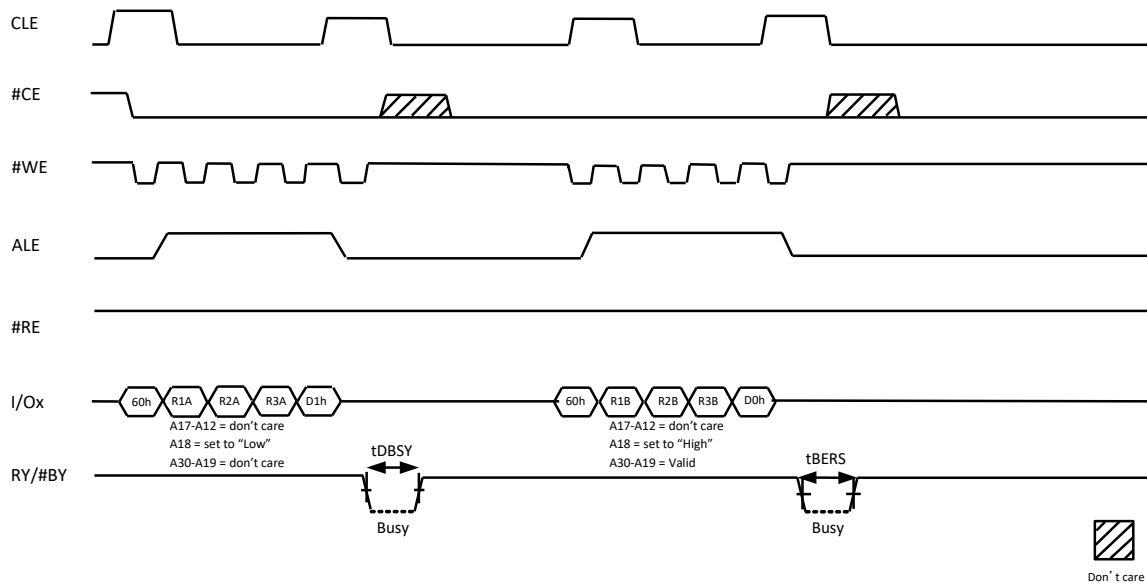 CLE
#CE
#WE
ALE
#RE
I/Ox
60h R1A R2A R3A D1h
60h R1B R2B R3B D0h
A17-A12 = don't care
A18 = set to "Low"
A30-A19 = don't care
A17-A12 = don't care
A18 = set to "High"
A30-A19 = Valid
RY/#BY
tDBSY
Busy
tBERS
Busy
Don't care